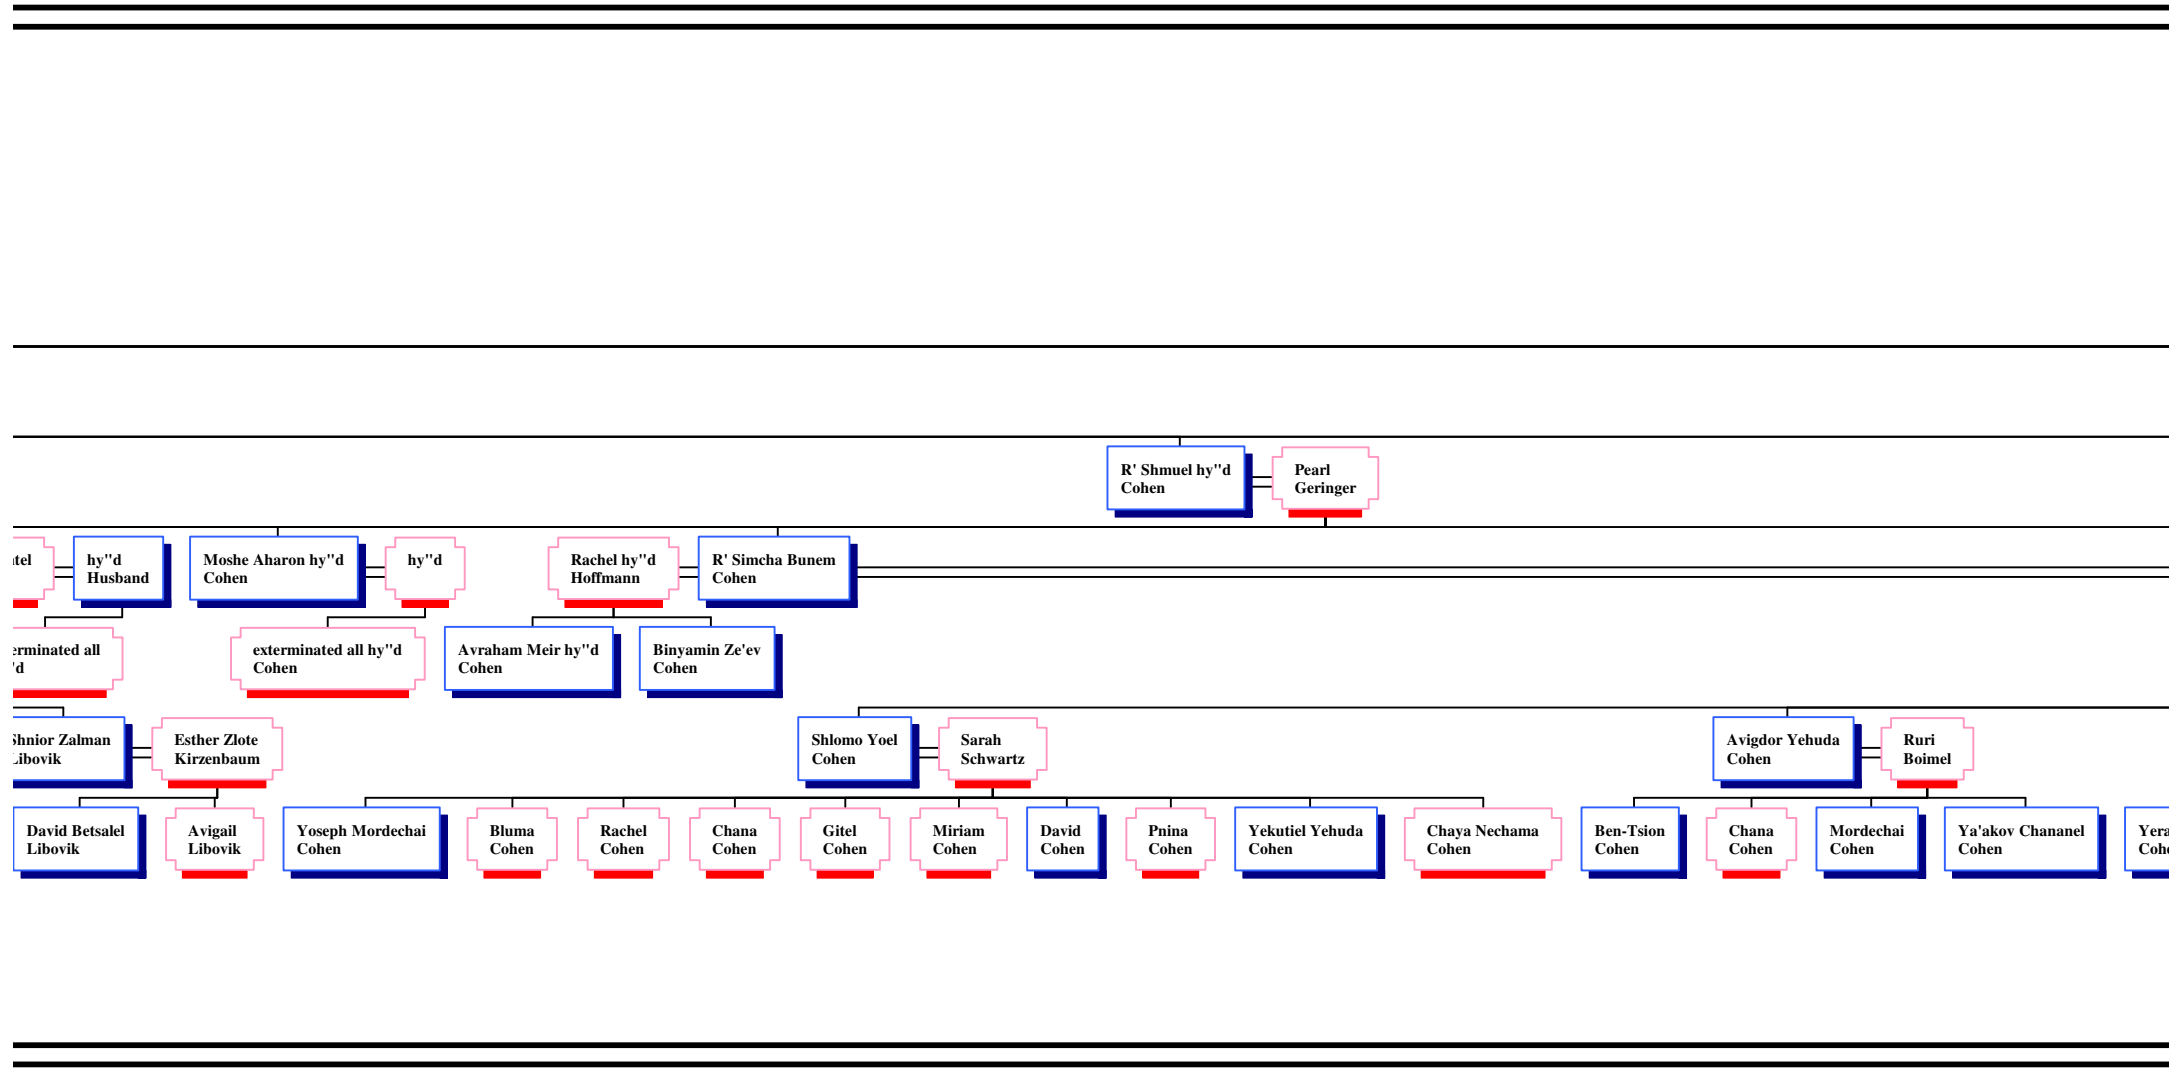 R' Shmuel hy"d
Cohen
Pearl
Geringer
hy"d
Husband
Moshe Aharon hy"d
Cohen
hy"d
Rachel hy"d
Hoffmann
R' Simcha Bunem
Cohen
all
exterminated all hy"d
Cohen
Avraham Meir hy"d
Cohen
Binyamin Ze'ev
Cohen
Shnior Zalman
Libovik
Esther Zlote
Kirzenbaum
Shlomo Yoel
Cohen
Sarah
Schwartz
Avigdor Yehuda
Cohen
Ruri
Boimel
David Betsalel
Libovik
Avigail
Libovik
Yoseph Mordechai
Cohen
Bluma
Cohen
Rachel
Cohen
Chana
Cohen
Gitel
Cohen
Miriam
Cohen
David
Cohen
Pnina
Cohen
Yekutiel Yehuda
Cohen
Chaya Nechama
Cohen
Ben-Tsion
Cohen
Chana
Cohen
Mordechai
Cohen
Ya'akov Chananel
Cohen